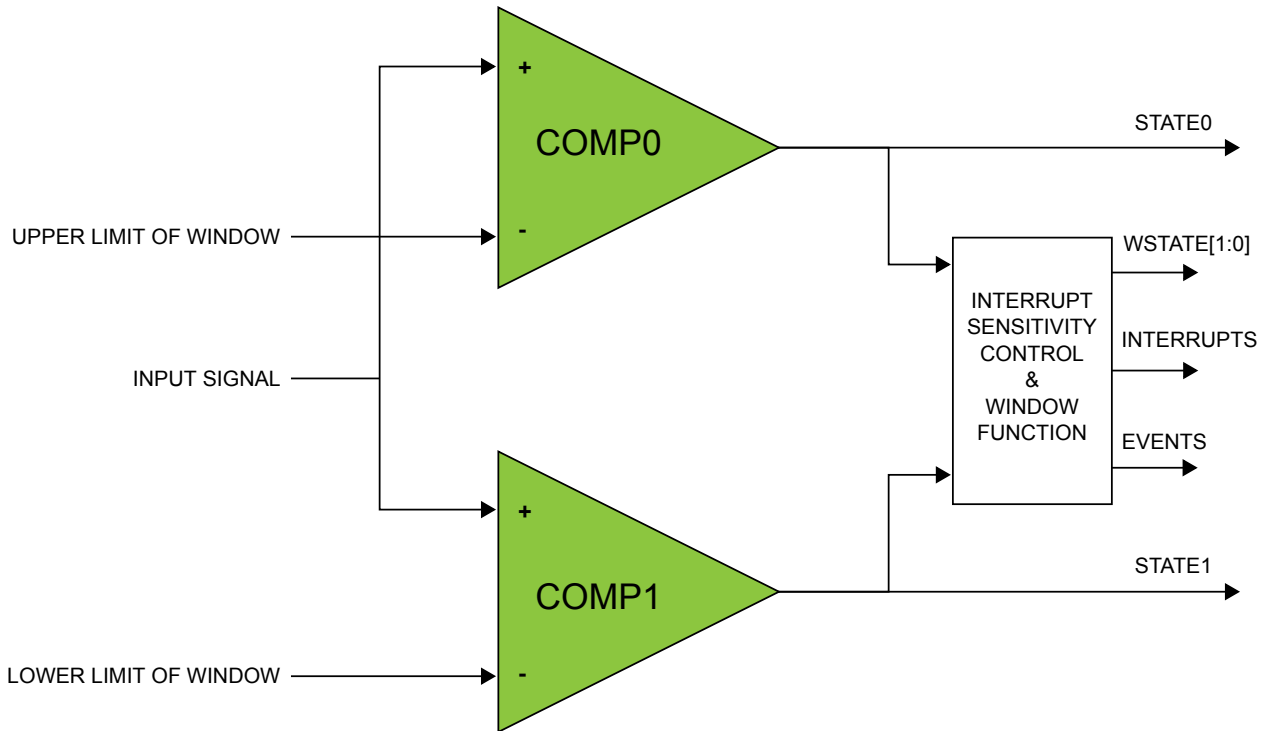 +
COMP0
-
STATE0
UPPER LIMIT OF WINDOW
WSTATE[1:0]
INTERRUPT
SENSITIVITY
CONTROL
&
WINDOW
FUNCTION
INTERRUPTS
EVENTS
INPUT SIGNAL
+
COMP1
-
STATE1
LOWER LIMIT OF WINDOW